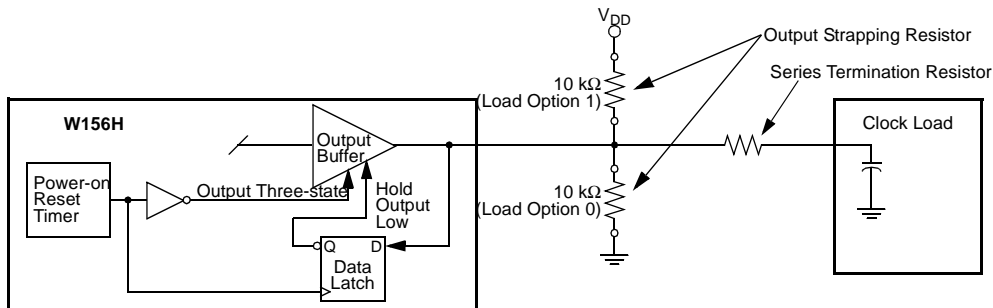 V_DD
Output Strapping Resistor
Series Termination Resistor
10 kΩ
(Load Option 1)
W156H
Output
Buffer
Clock Load
Power-on
Reset
Timer
Output Three-state
Hold
Output
Low
10 kΩ
(Load Option 0)
Q
D
Data
Latch